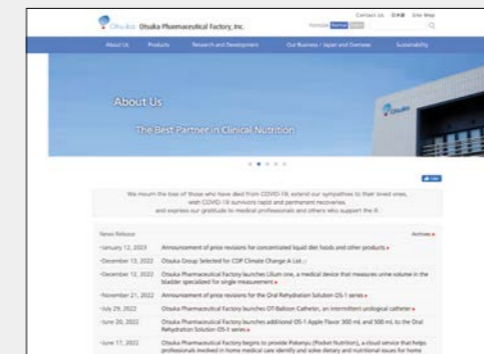 Contact Us 日本語 Site Map
Otsuka Otsuka Pharmaceutical Factory, Inc.
Font size Normal
About Us Products Research and Development Our Business / Japan and Overseas Sustainability
About Us
The Best Partner in Clinical Nutrition
Otsuka
We mourn the loss of those who have died from COVID-19, extend our sympathies to their loved ones,
wish COVID-19 survivors rapid and permanent recoveries,
and express our gratitude to medical professionals and others who support the ill.
News Release Archives
January 12, 2023 Announcement of price revisions for concentrated liquid diet foods and other products
December 13, 2022 Otsuka Group Selected for CDP Climate Change A List
December 12, 2022 Otsuka Pharmaceutical Factory launches Lilium one, a medical device that measures urine volume in the
bladder specialized for single measurement
November 21, 2022 Announcement of price revisions for the Oral Rehydration Solution OS-1 series
July 29, 2022 Otsuka Pharmaceutical Factory launches OT-Balloon Catheter, an intermittent urological catheter
June 20, 2022 Otsuka Pharmaceutical Factory launches additional OS-1 Apple Flavor 300 mL and 500 mL to the Oral
Rehydration Solution OS-1 series
June 17, 2022 Otsuka Pharmaceutical Factory begins to provide Pokenyu (Pocket Nutrition), a cloud service that helps
professionals involved in home medical care identify and solve dietary and nutritional issues for home